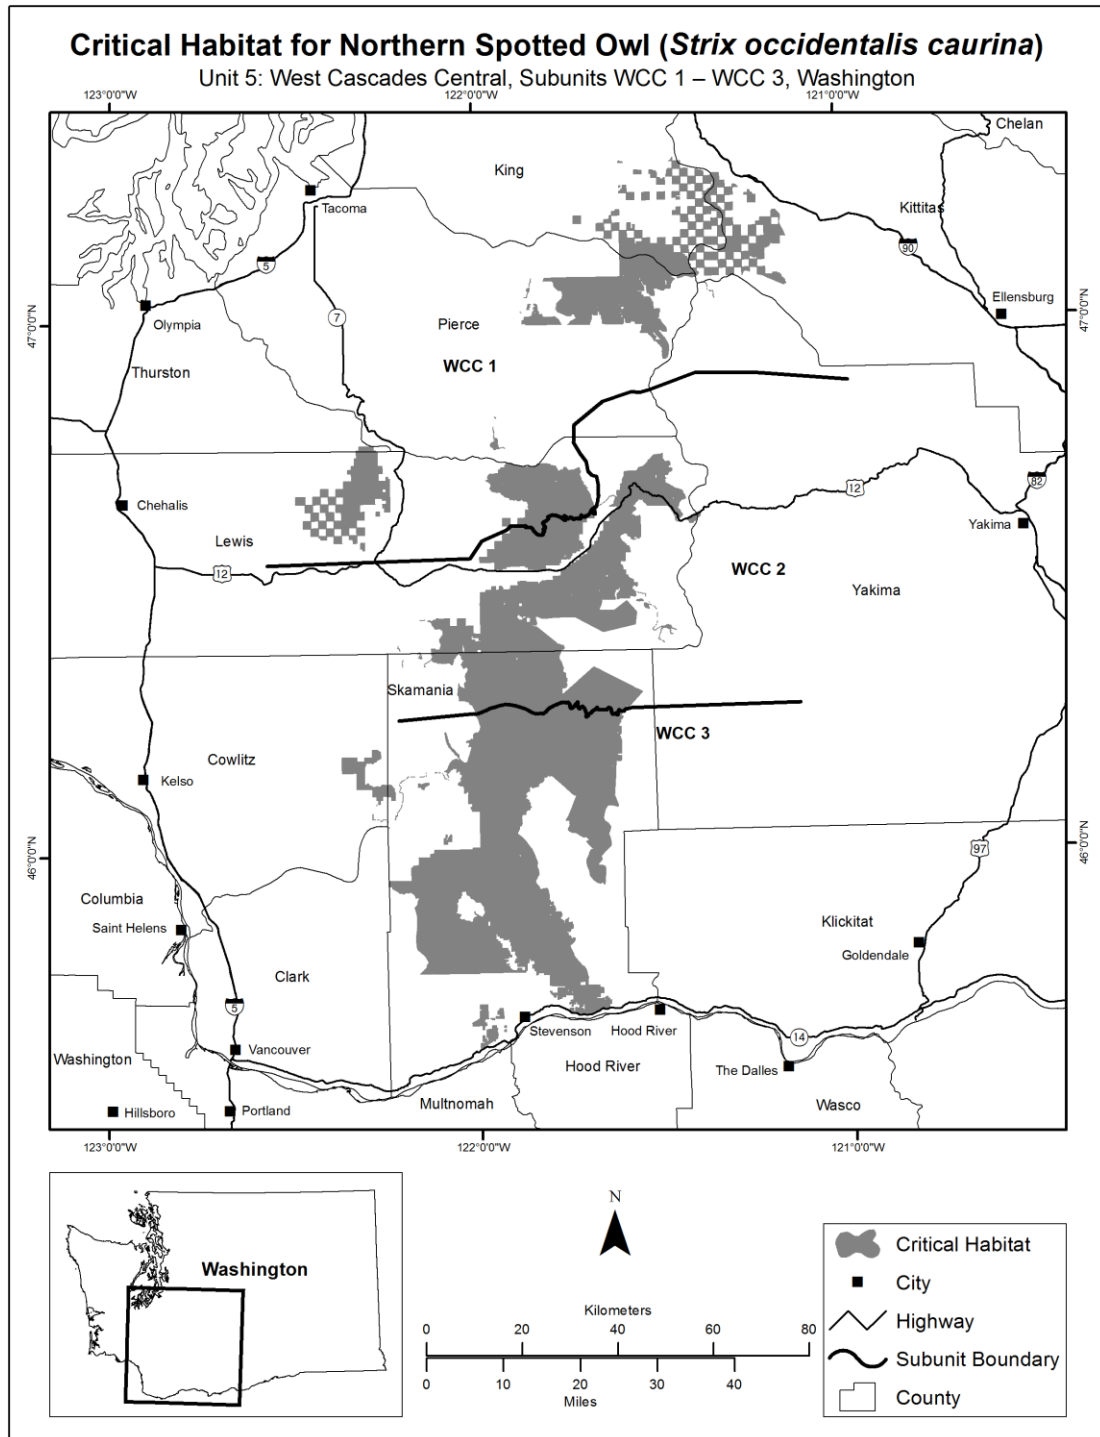 Critical Habitat for Northern Spotted Owl (Strix occidentalis caurina)
Unit 5: West Cascades Central, Subunits WCC 1 – WCC 3, Washington
123°0'0"W
122°0'0"W
121°0'0"W
Chelan
King
Kittitas
Tacoma
90
5
Ellensburg
47°0'0"N
47°0'0"N
Olympia
7
Pierce
Thurston
WCC 1
82
12
Chehalis
Yakima
Lewis
12
WCC 2
Yakima
Skamania
WCC 3
Cowlitz
Kelso
46°0'0"N
46°0'0"N
97
Columbia
Saint Helens
Klickitat
Goldendale
Clark
5
Stevenson
Hood River
14
Vancouver
Washington
Hood River
The Dalles
Hillsboro
Portland
Multnomah
Wasco
123°0'0"W
122°0'0"W
121°0'0"W
Washington
N
Kilometers
0 20 40 60 80
0 10 20 30 40
Miles
Critical Habitat
City
Highway
Subunit Boundary
County